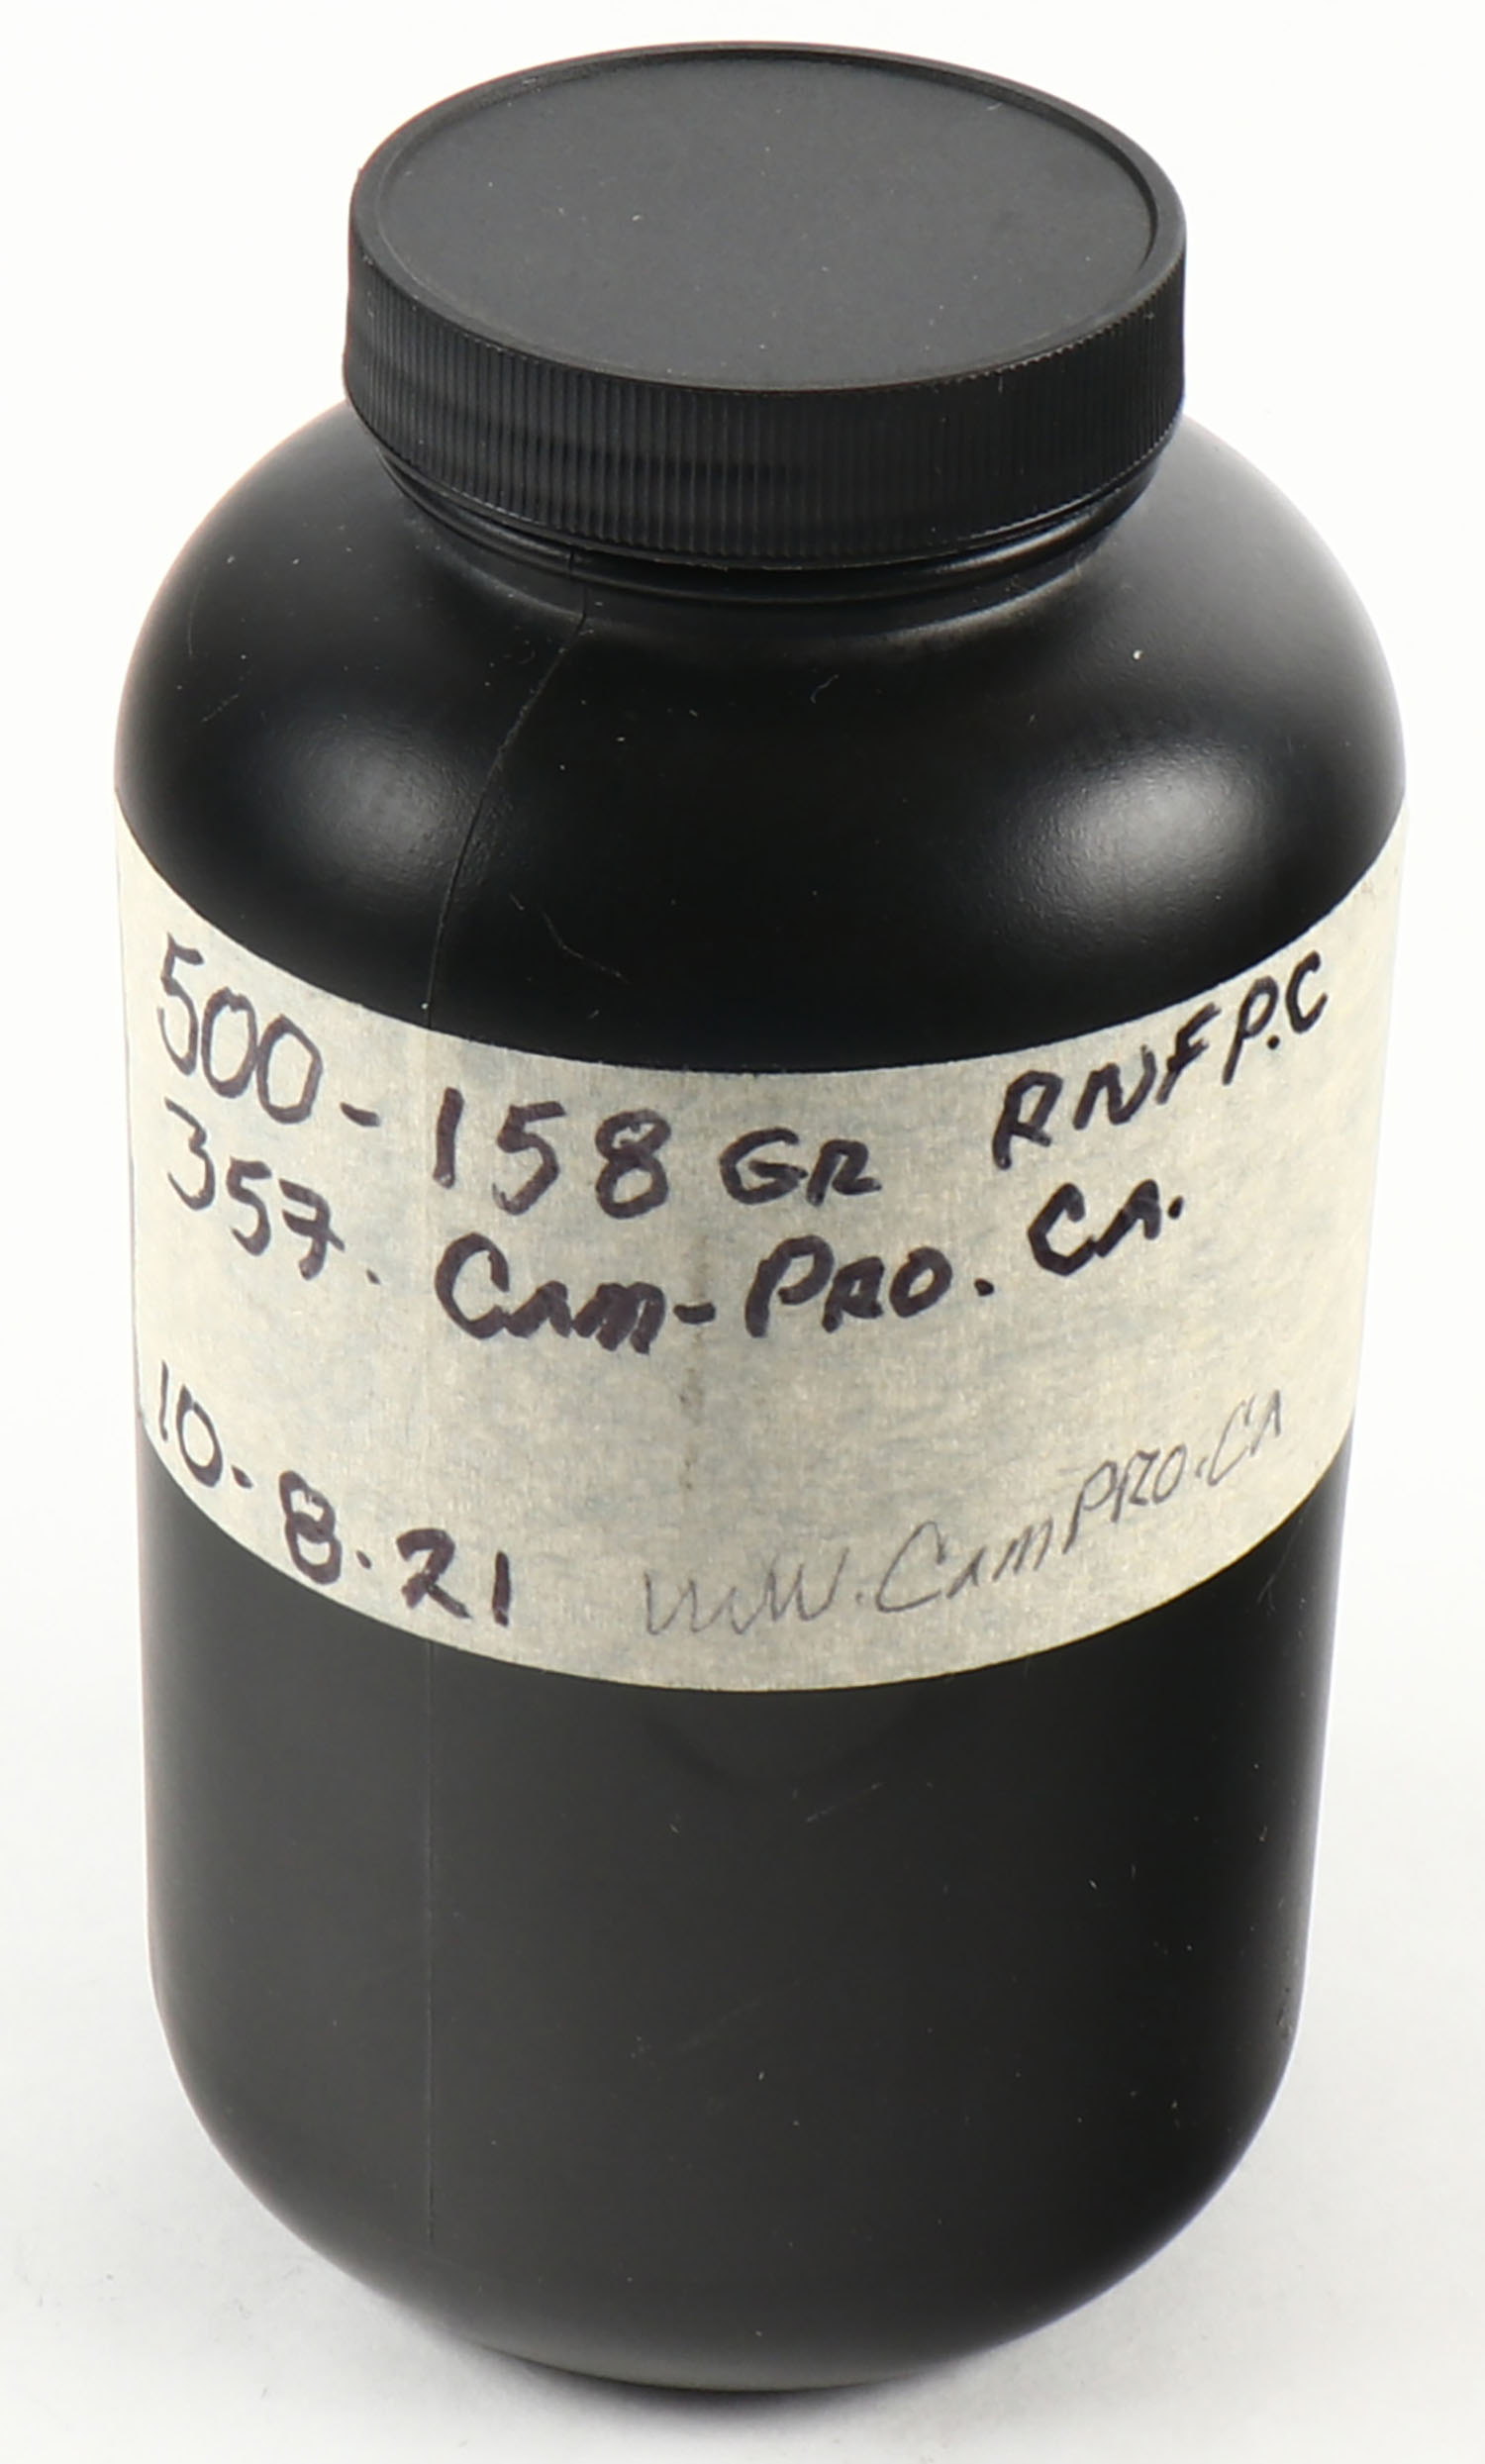 500-158 GR RNFP.C
357. Cam-PRO. Ca.
10-8.21
www.CamPRO.Ca